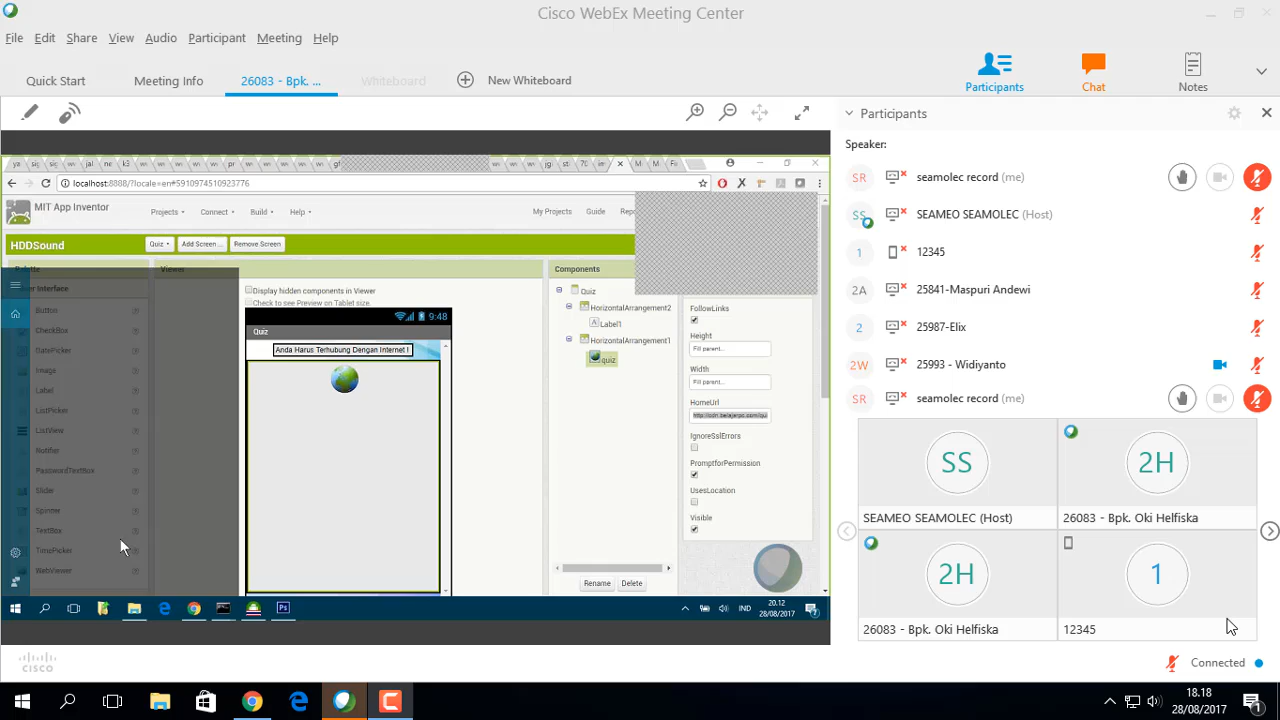 Cisco WebEx Meeting Center
File Edit Share View Audio Participant Meeting Help
Quick Start Meeting Info 26083 - Bpk. ... Whiteboard New Whiteboard
Participants Chat Notes
localhost:8888/?locale=en#5910974510923776
MIT App Inventor
Projects Connect Build Help My Projects Guide
HDDSound
Quiz Add Screen ... Remove Screen
Palette
Viewer
Components
User Interface
Button
CheckBox
DatePicker
Image
Label
ListPicker
ListView
Notifier
PasswordTextBox
Slider
Spinner
TextBox
TimePicker
WebViewer
Display hidden components in Viewer
Check to see Preview on Tablet size.
9:48
Quiz
Anda Harus Terhubung Dengan Internet !
Quiz
HorizontalArrangement2
Label1
HorizontalArrangement1
quiz
Rename Delete
FollowLinks
Height
Fill parent...
Width
Fill parent...
HomeUrl
IgnoreSslErrors
PromptforPermission
UsesLocation
Visible
IND
20.12
28/08/2017
Participants
Speaker:
SR seamolec record (me)
SS SEAMEO SEAMOLEC (Host)
1 12345
2A 25841-Maspuri Andewi
2 25987-Elix
2W 25993 - Widiyanto
SR seamolec record (me)
SS
SEAMEO SEAMOLEC (Host)
2H
26083 - Bpk. Oki Helfiska
2H
26083 - Bpk. Oki Helfiska
1
12345
CISCO
Connected
18.18
28/08/2017
1